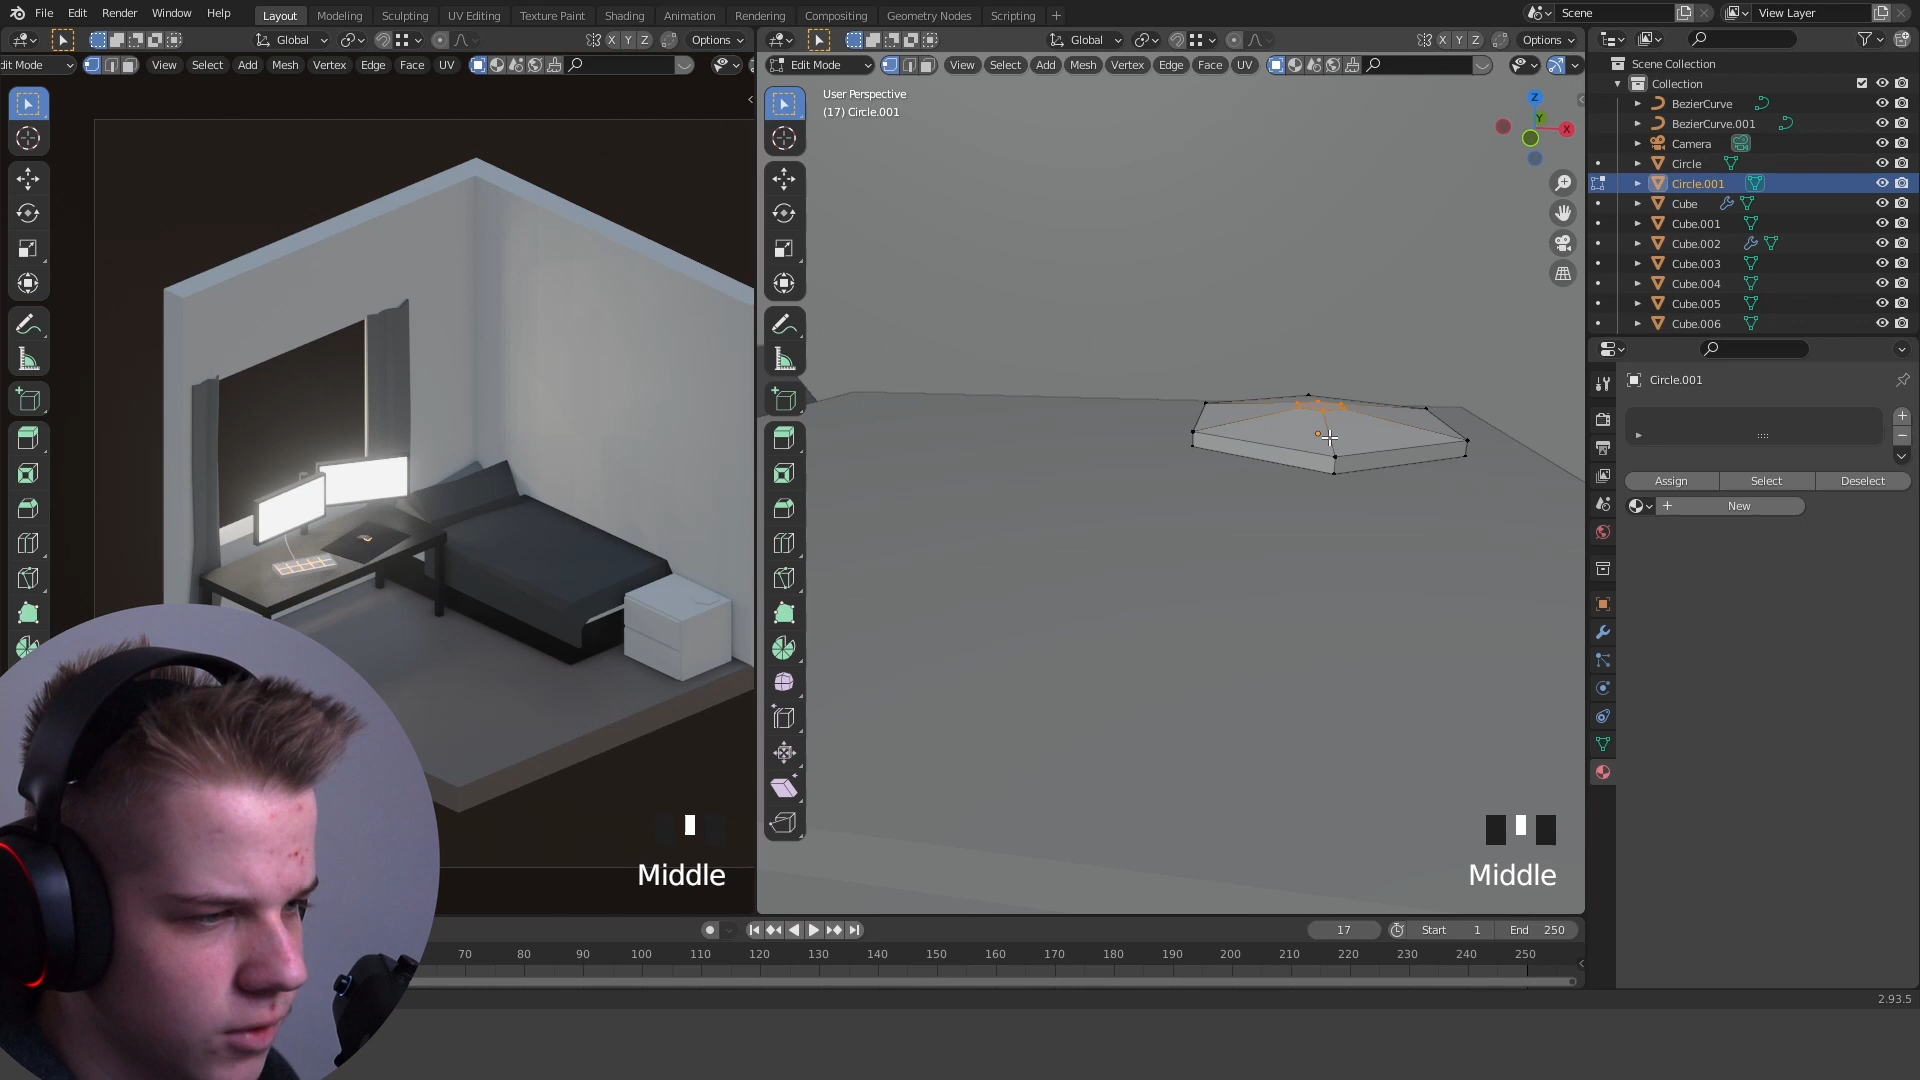 File Edit Render Window Help
Layout Modeling Sculpting UV Editing Texture Paint Shading Animation Rendering Compositing Geometry Nodes Scripting
Scene
View Layer
Global
X Y Z
Options
Global
X Y Z
Options
dit Mode
View Select Add Mesh Vertex Edge Face UV
Edit Mode
View Select Add Mesh Vertex Edge Face UV
User Perspective
(17) Circle.001
Z
Y
X
Scene Collection
Collection
BezierCurve
BezierCurve.001
Camera
Circle
Circle.001
Cube
Cube.001
Cube.002
Cube.003
Cube.004
Cube.005
Cube.006
Circle.001
Assign Select Deselect
New
Middle
Middle
17
Start 1
End 250
70 80 90 100 110 120 130 140 150 160 170 180 190 200 210 220 230 240 250
2.93.5